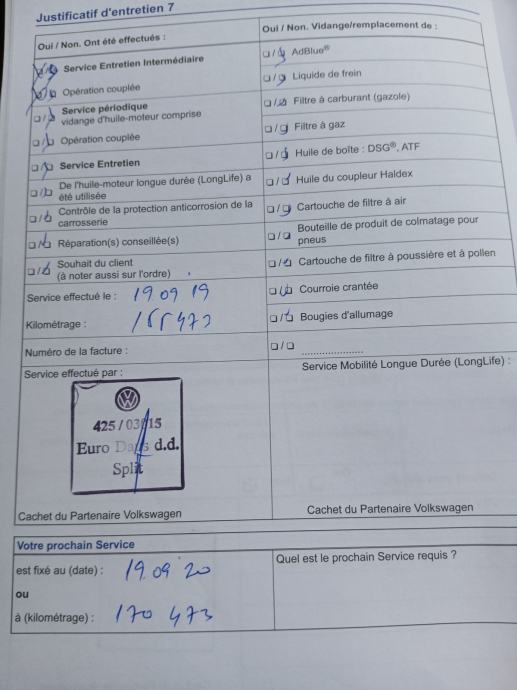 Justificatif d'entretien 7
Oui / Non. Ont été effectués :
Service Entretien Intermédiaire
Opération couplée
Service périodique
vidange d'huile-moteur comprise
Opération couplée
Service Entretien
De l'huile-moteur longue durée (LongLife) a
été utilisée
Contrôle de la protection anticorrosion de la
carrosserie
Réparation(s) conseillée(s)
Souhait du client
(à noter aussi sur l'ordre)
Service effectué le : 19 09 19
Kilométrage : 155 473
Numéro de la facture :
Service effectué par :
425 / 03 15
Euro d.d.
Split
Cachet du Partenaire Volkswagen
Oui / Non. Vidange/remplacement de :
AdBlue®
Liquide de frein
Filtre à carburant (gazole)
Filtre à gaz
Huile de boîte : DSG®, ATF
Huile du coupleur Haldex
Cartouche de filtre à air
Bouteille de produit de colmatage pour
pneus
Cartouche de filtre à poussière et à pollen
Courroie crantée
Bougies d'allumage
Service Mobilité Longue Durée (LongLife) :
Cachet du Partenaire Volkswagen
Votre prochain Service
est fixé au (date) : 19.09 20
ou
à (kilométrage) : 170 473
Quel est le prochain Service requis ?